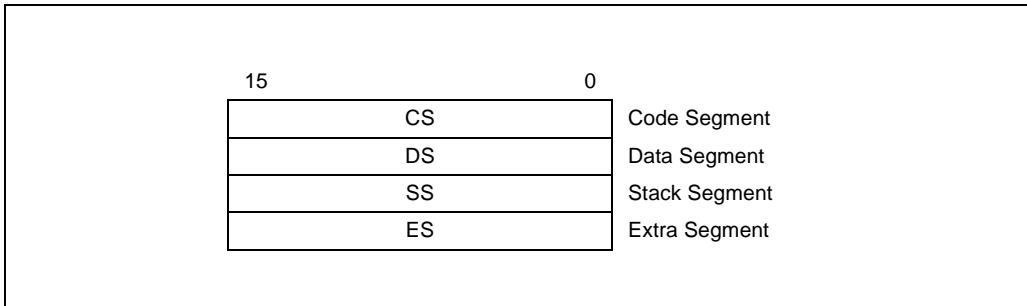 15 0
CS Code Segment
DS Data Segment
SS Stack Segment
ES Extra Segment